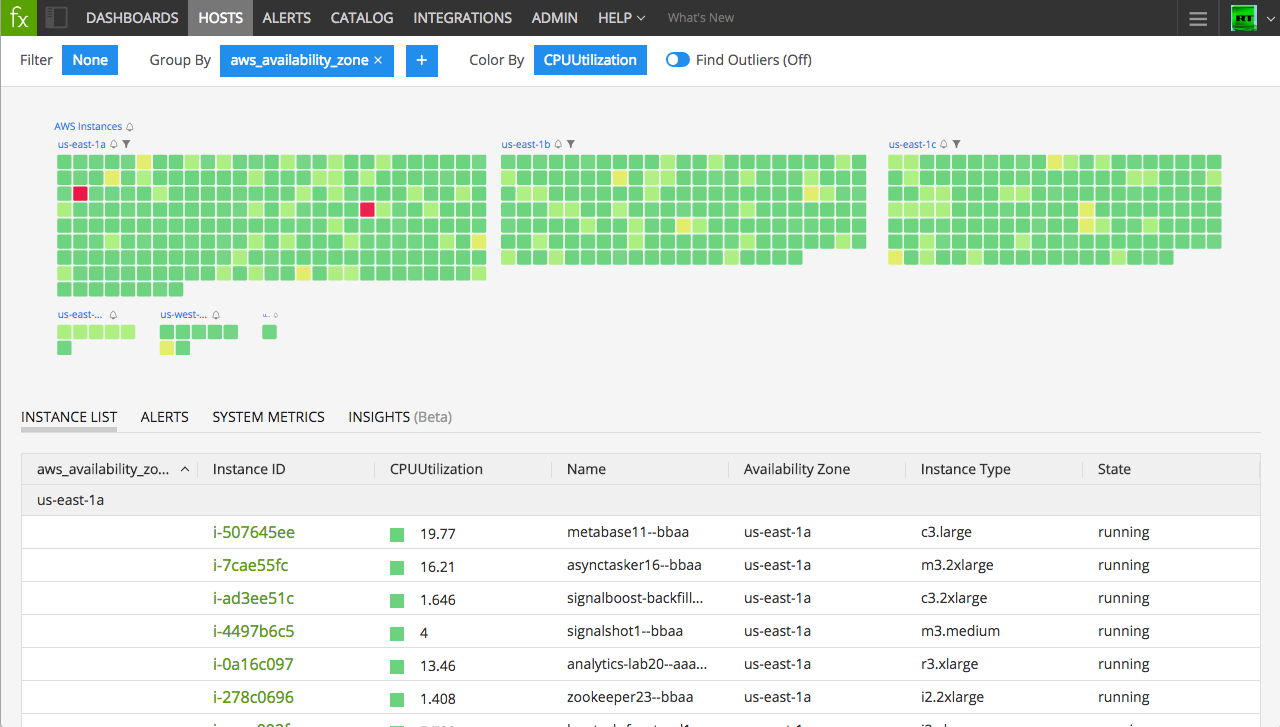 fx DASHBOARDS HOSTS ALERTS CATALOG INTEGRATIONS ADMIN HELP What's New RT
Filter None Group By aws_availability_zone × + Color By CPUUtilization Find Outliers (Off)
AWS Instances
us-east-1a us-east-1b us-east-1c
us-east-... us-west-...
INSTANCE LIST ALERTS SYSTEM METRICS INSIGHTS (Beta)
aws_availability_zo... Instance ID CPUUtilization Name Availability Zone Instance Type State
us-east-1a
i-507645ee 19.77 metabase11--bbaa us-east-1a c3.large running
i-7cae55fc 16.21 asynctasker16--bbaa us-east-1a m3.2xlarge running
i-ad3ee51c 1.646 signalboost-backfill... us-east-1a c3.2xlarge running
i-4497b6c5 4 signalshot1--bbaa us-east-1a m3.medium running
i-0a16c097 13.46 analytics-lab20--aaa... us-east-1a r3.xlarge running
i-278c0696 1.408 zookeeper23--bbaa us-east-1a i2.2xlarge running